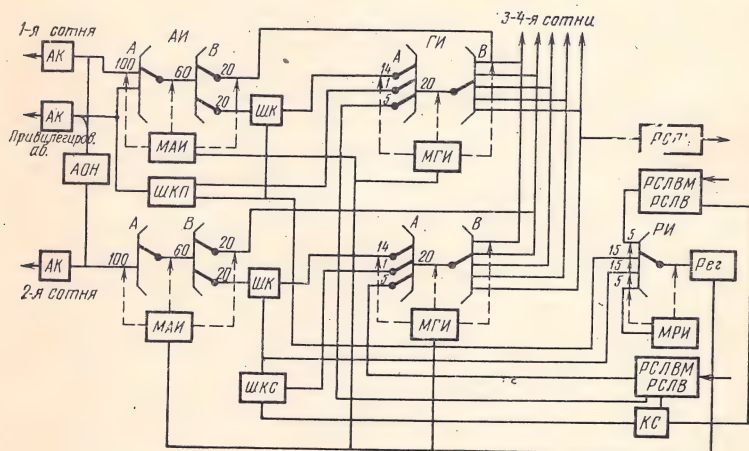 1-я сотня
АИ
ГИ
3-4-я сотни
А
В
А
В
АК
100
60
20
20
ШК
14
1
5
20
АК
Привилегиров.
аб.
МАИ
МГИ
АОН
ШКП
РСЛВМ
РСЛВ
А
В
А
В
РИ
100
60
20
20
ШК
14
1
20
5
15
15
5
Рег
АК
2-я сотня
МАИ
МГИ
МРИ
ШКС
РСЛВМ
РСЛВ
КС